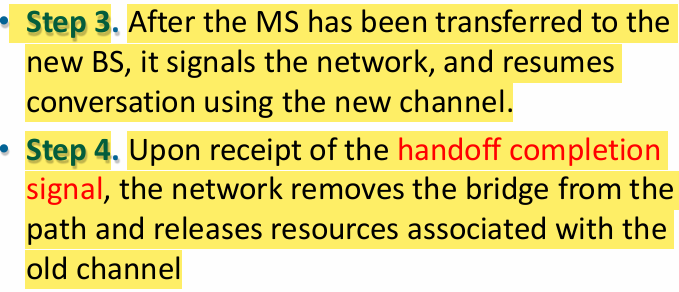 • Step 3. After the MS has been transferred to the
new BS, it signals the network, and resumes
conversation using the new channel.
• Step 4. Upon receipt of the handoff completion
signal, the network removes the bridge from the
path and releases resources associated with the
old channel